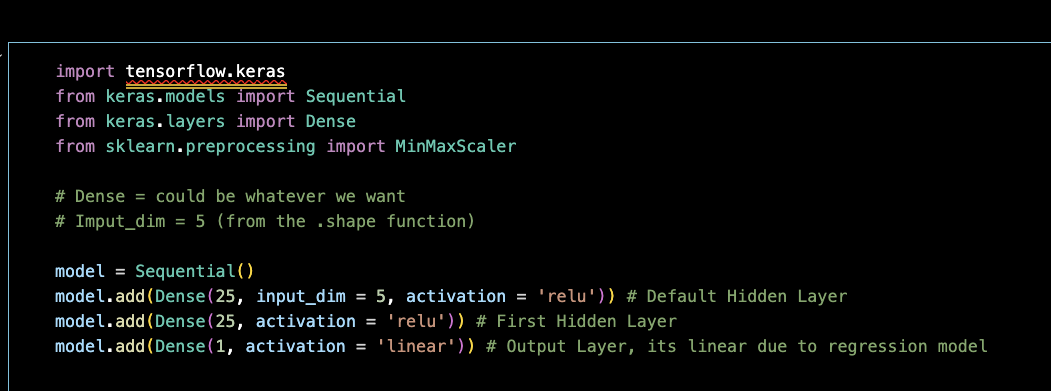 import tensorflow.keras
from keras.models import Sequential
from keras.layers import Dense
from sklearn.preprocessing import MinMaxScaler
# Dense = could be whatever we want
# Imput_dim = 5 (from the .shape function)
model = Sequential()
model.add(Dense(25, input_dim = 5, activation = 'relu')) # Default Hidden Layer
model.add(Dense(25, activation = 'relu')) # First Hidden Layer
model.add(Dense(1, activation = 'linear')) # Output Layer, its linear due to regression model